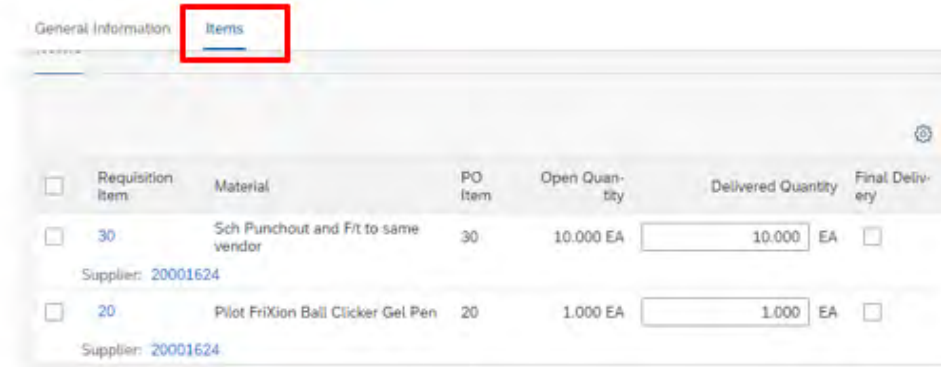 General Information Items
Requisition Item Material PO Item Open Quan-tity Delivered Quantity Final Deliv-ery
30 Sch Punchout and F/t to same vendor 30 10.000 EA 10.000 EA
Supplier: 20001624
20 Pilot FriXion Ball Clicker Gel Pen 20 1.000 EA 1.000 EA
Supplier: 20001624